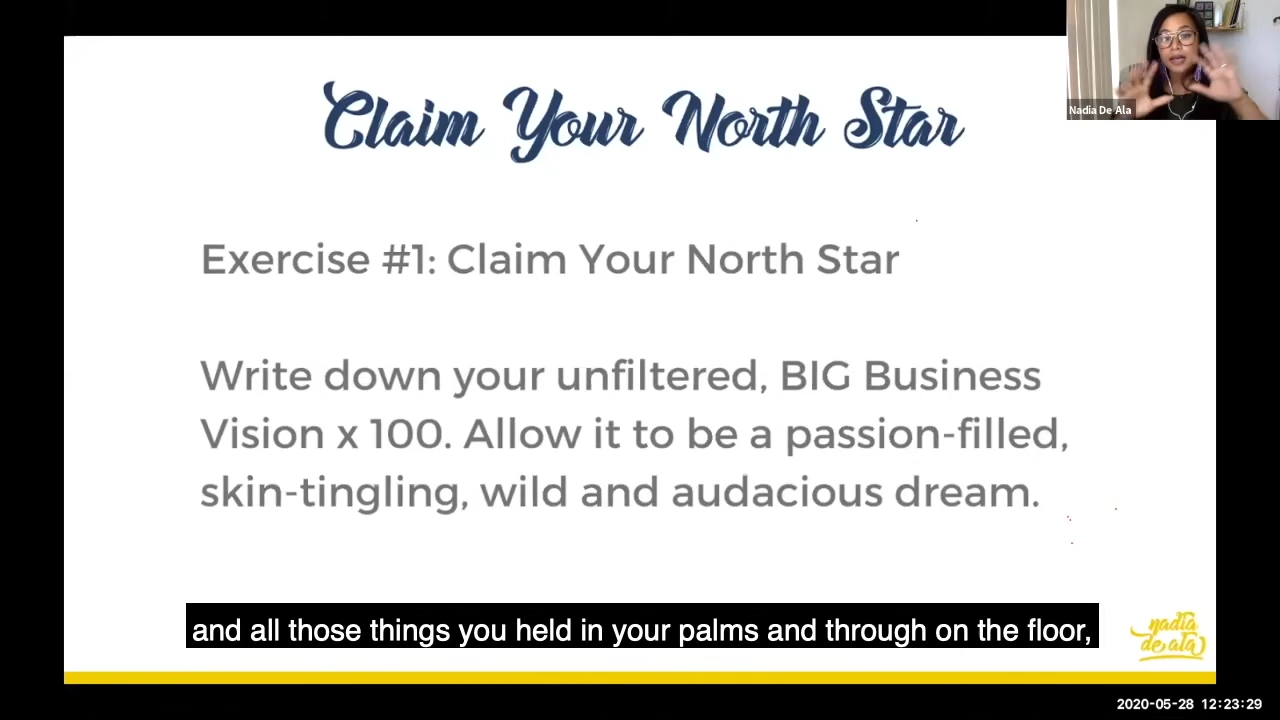 Claim Your North Star
Nadia De Ala
Exercise #1: Claim Your North Star
Write down your unfiltered, BIG Business
Vision x 100. Allow it to be a passion-filled,
skin-tingling, wild and audacious dream.
and all those things you held in your palms and through on the floor,
nadia
de ala
2020-05-28 12:23:29